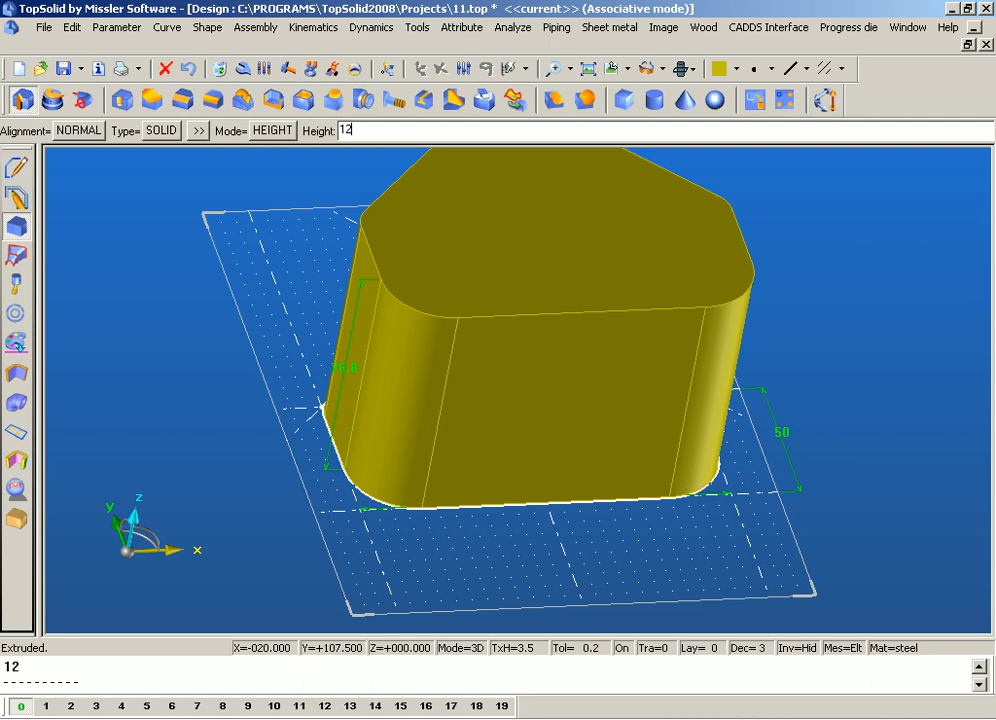 TopSolid by Missler Software - [Design : C:\PROGRAMS\TopSolid2008\Projects\11.top * <<current>> (Associative mode)]
File Edit Parameter Curve Shape Assembly Kinematics Dynamics Tools Attribute Analyze Piping Sheet metal Image Wood CADDS Interface Progress die Window Help
Alignment= NORMAL Type= SOLID >> Mode= HEIGHT Height: 12
76.8
50
z
y
x
Extruded. X=-020.000 Y=+107.500 Z=+000.000 Mode=3D TxH=3.5 Tol= 0.2 On Tra=0 Lay= 0 Dec= 3 Inv=Hid Mes=Elt Mat=steel
12
----------
0 1 2 3 4 5 6 7 8 9 10 11 12 13 14 15 16 17 18 19